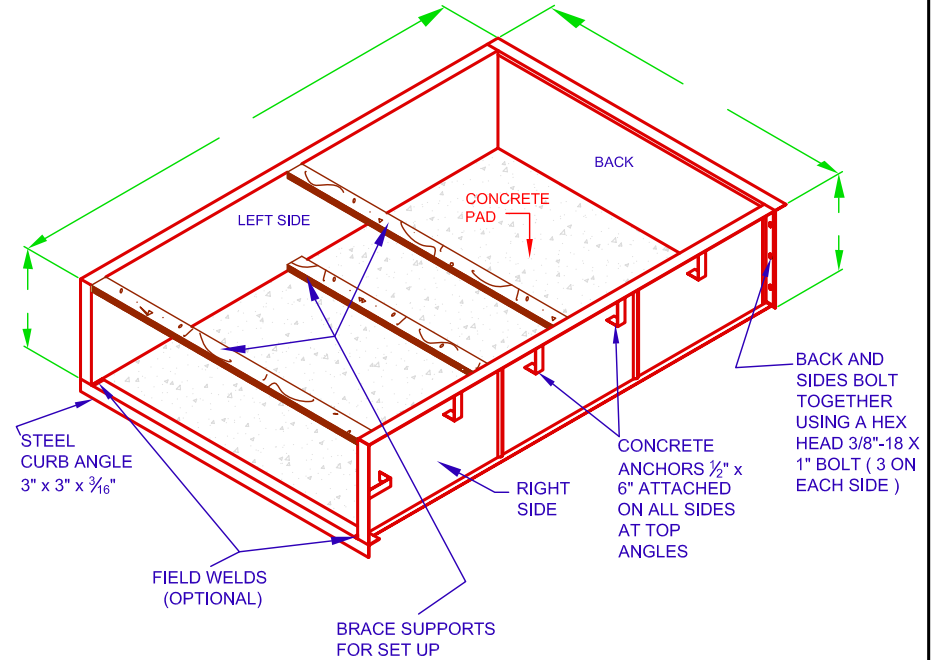 BACK
CONCRETE
PAD
LEFT SIDE
STEEL
CURB ANGLE
3" x 3" x 3⁄16"
FIELD WELDS
(OPTIONAL)
BRACE SUPPORTS
FOR SET UP
RIGHT
SIDE
CONCRETE
ANCHORS ½" x
6" ATTACHED
ON ALL SIDES
AT TOP
ANGLES
BACK AND
SIDES BOLT
TOGETHER
USING A HEX
HEAD 3/8"-18 X
1" BOLT ( 3 ON
EACH SIDE )